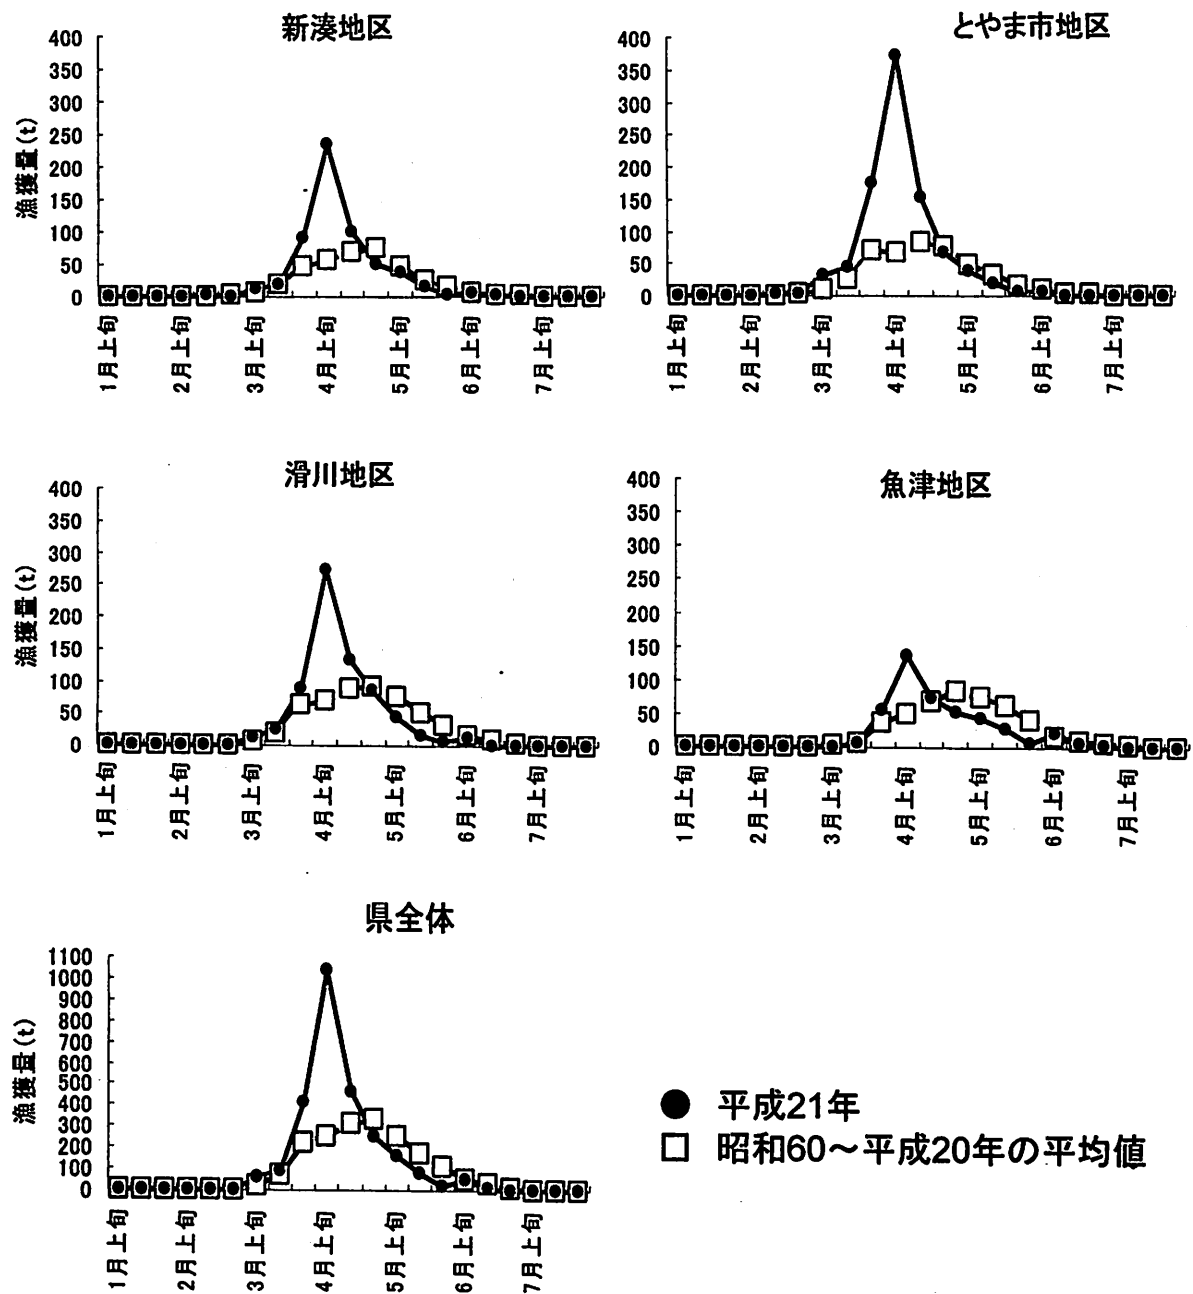 新湊地区
漁獲量(t)
400
350
300
250
200
150
100
50
0
1月上旬
2月上旬
3月上旬
4月上旬
5月上旬
6月上旬
7月上旬
とやま市地区
400
350
300
250
200
150
100
50
0
1月上旬
2月上旬
3月上旬
4月上旬
5月上旬
6月上旬
7月上旬
滑川地区
漁獲量(t)
400
350
300
250
200
150
100
50
0
1月上旬
2月上旬
3月上旬
4月上旬
5月上旬
6月上旬
7月上旬
魚津地区
400
350
300
250
200
150
100
50
0
1月上旬
2月上旬
3月上旬
4月上旬
5月上旬
6月上旬
7月上旬
県全体
漁獲量(t)
1100
1000
900
800
700
600
500
400
300
200
100
0
1月上旬
2月上旬
3月上旬
4月上旬
5月上旬
6月上旬
7月上旬
平成21年
昭和60～平成20年の平均値